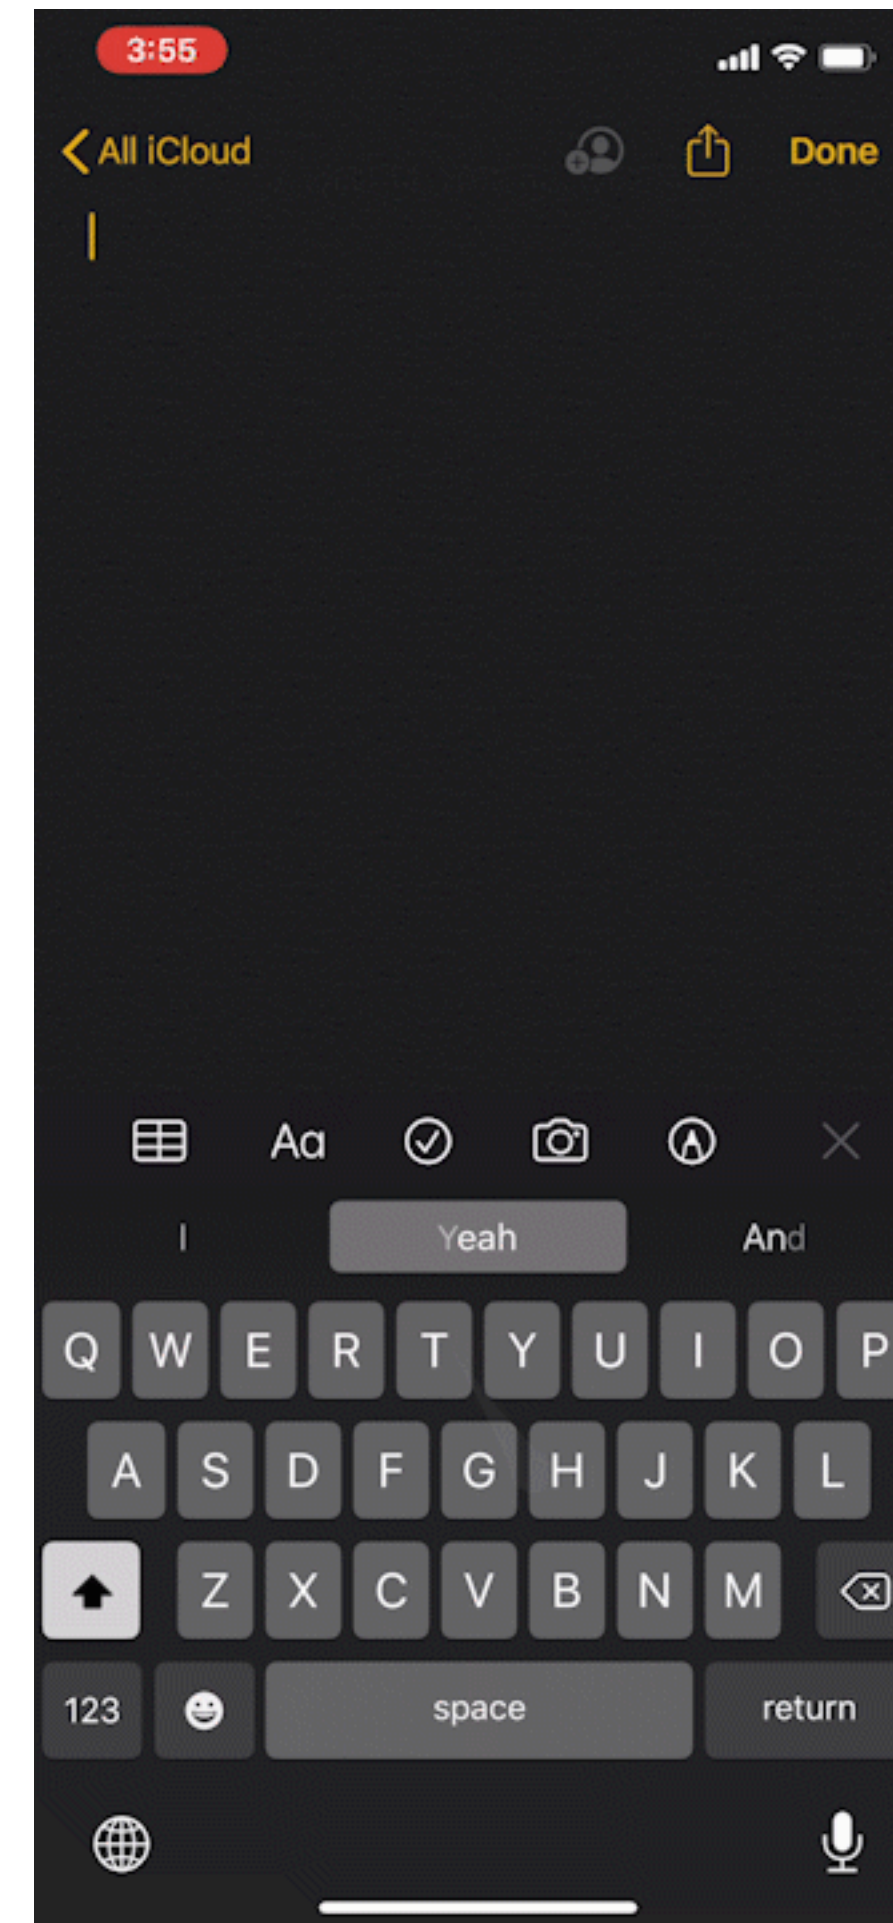 3:55
All iCloud Done
Aa
I Yeah And
Q W E R T Y U I O P
A S D F G H J K L
Z X C V B N M
123 space return